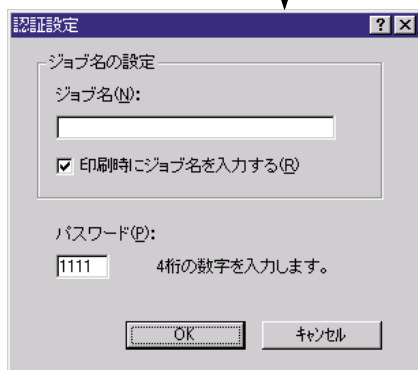 認証設定
ジョブ名の設定
ジョブ名(N):
印刷時にジョブ名を入力する(R)
パスワード(P):
1111 4桁の数字を入力します。
OK キャンセル